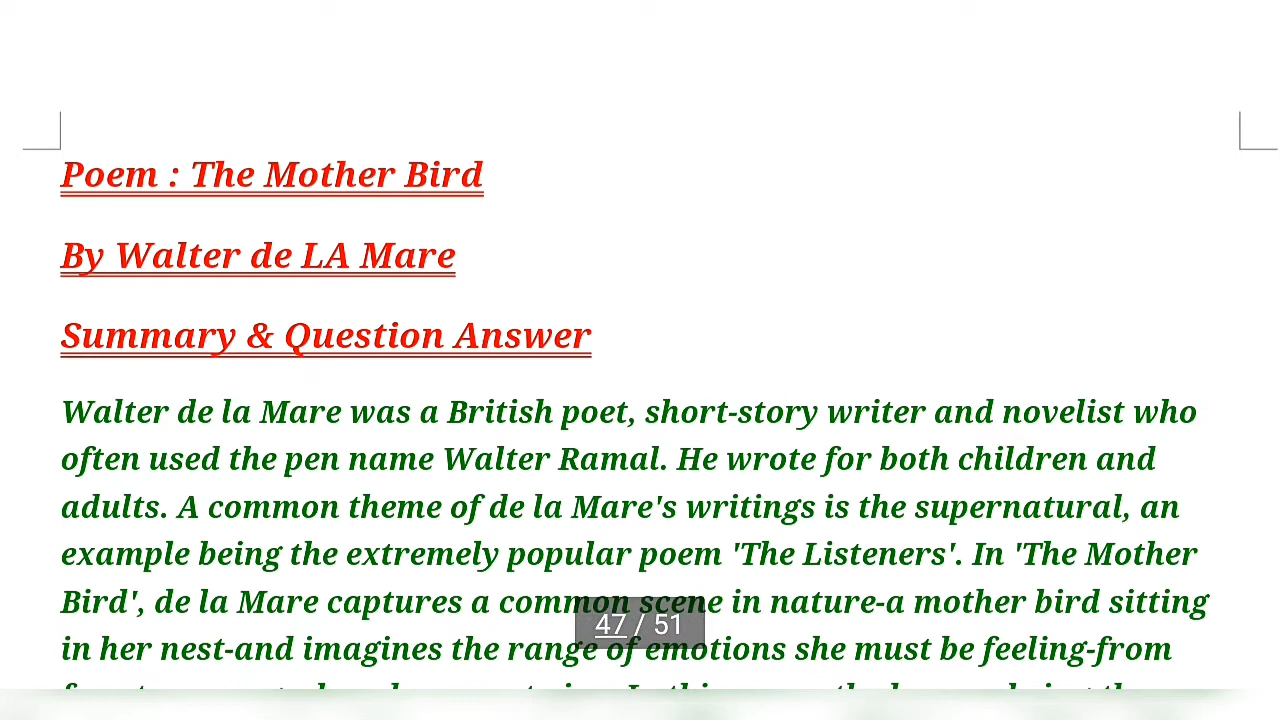 Poem : The Mother Bird
By Walter de LA Mare
Summary & Question Answer
Walter de la Mare was a British poet, short-story writer and novelist who
often used the pen name Walter Ramal. He wrote for both children and
adults. A common theme of de la Mare's writings is the supernatural, an
example being the extremely popular poem 'The Listeners'. In 'The Mother
Bird', de la Mare captures a common scene in nature-a mother bird sitting
47 / 51
in her nest-and imagines the range of emotions she must be feeling-from